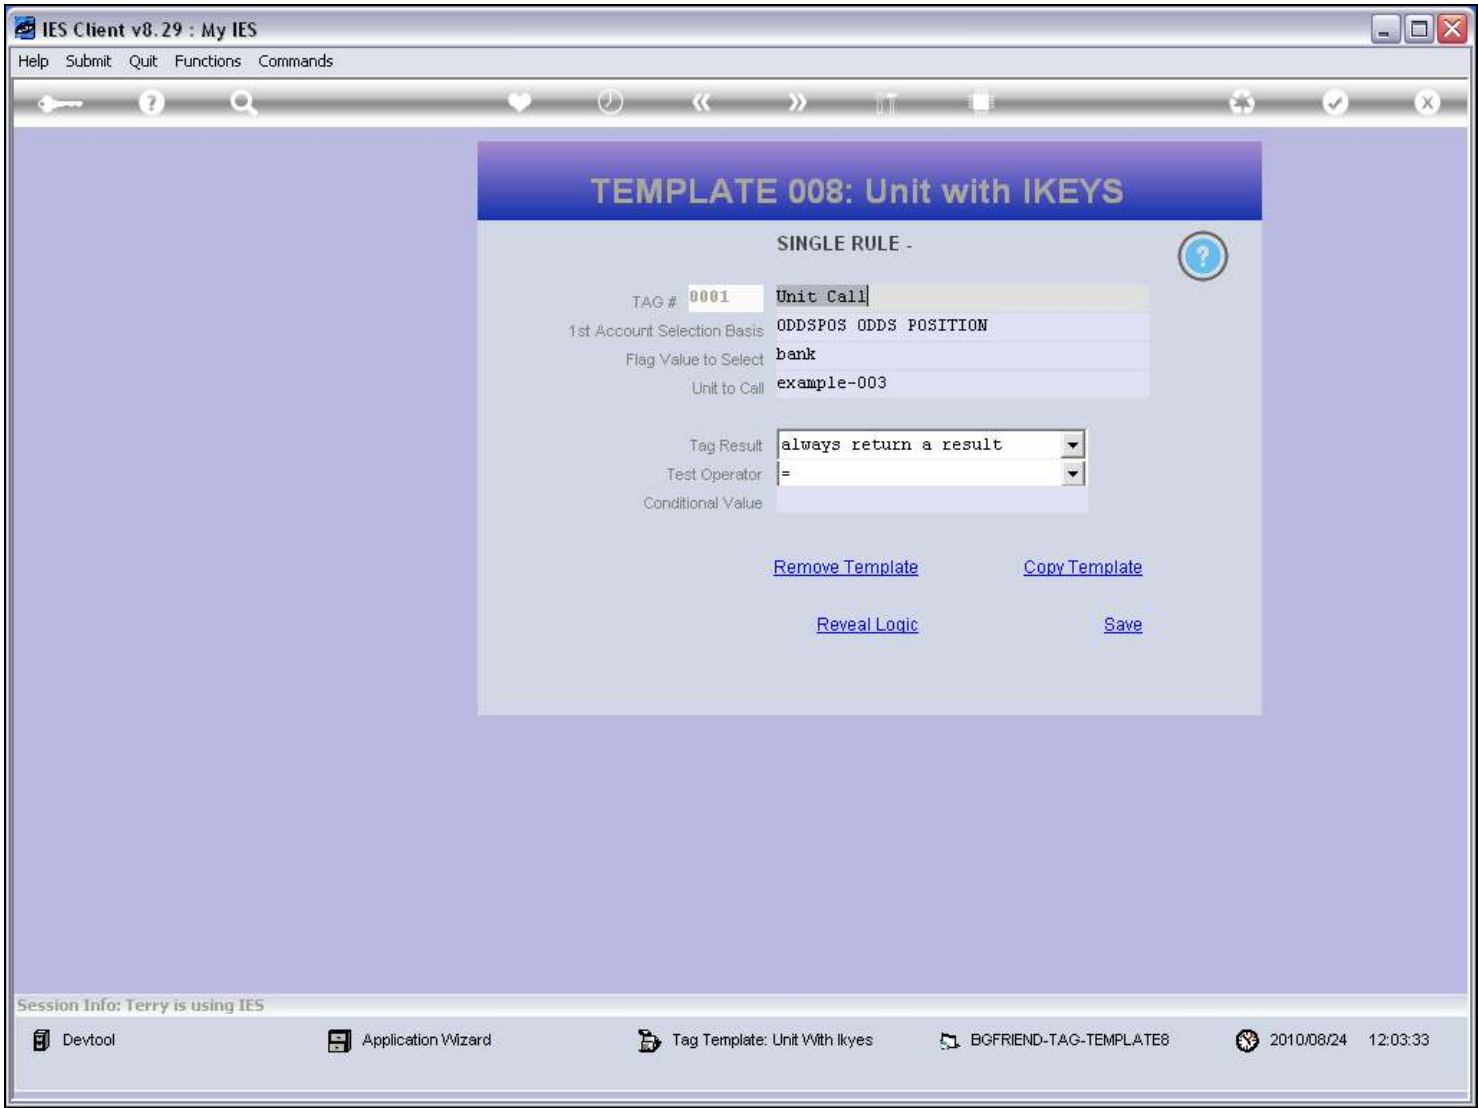 IES Client v8.29 : My IES
Help Submit Quit Functions Commands
TEMPLATE 008: Unit with IKEYS
SINGLE RULE -
TAG # 0001 Unit Call
1st Account Selection Basis ODDSPOS ODDS POSITION
Flag Value to Select bank
Unit to Call example-003
Tag Result always return a result
Test Operator =
Conditional Value
Remove Template Copy Template
Reveal Logic Save
Session Info: Terry is using IES
Devtool Application Wizard Tag Template: Unit With Ikyes BGFRIEND-TAG-TEMPLATE8 2010/08/24 12:03:33